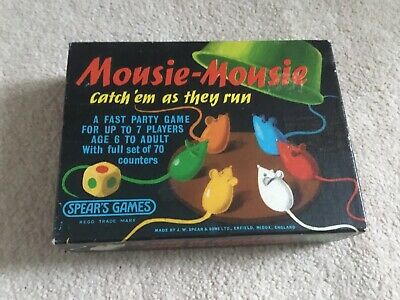 Mousie-Mousie
catch 'em as they run
A FAST PARTY GAME
FOR UP TO 7 PLAYERS
AGE 6 TO ADULT
With full set of 70
counters
SPEAR'S GAMES
REGD TRADE MARK
MADE BY J. W. SPEAR & SONS LTD., ENFIELD, MIDDX, ENGLAND